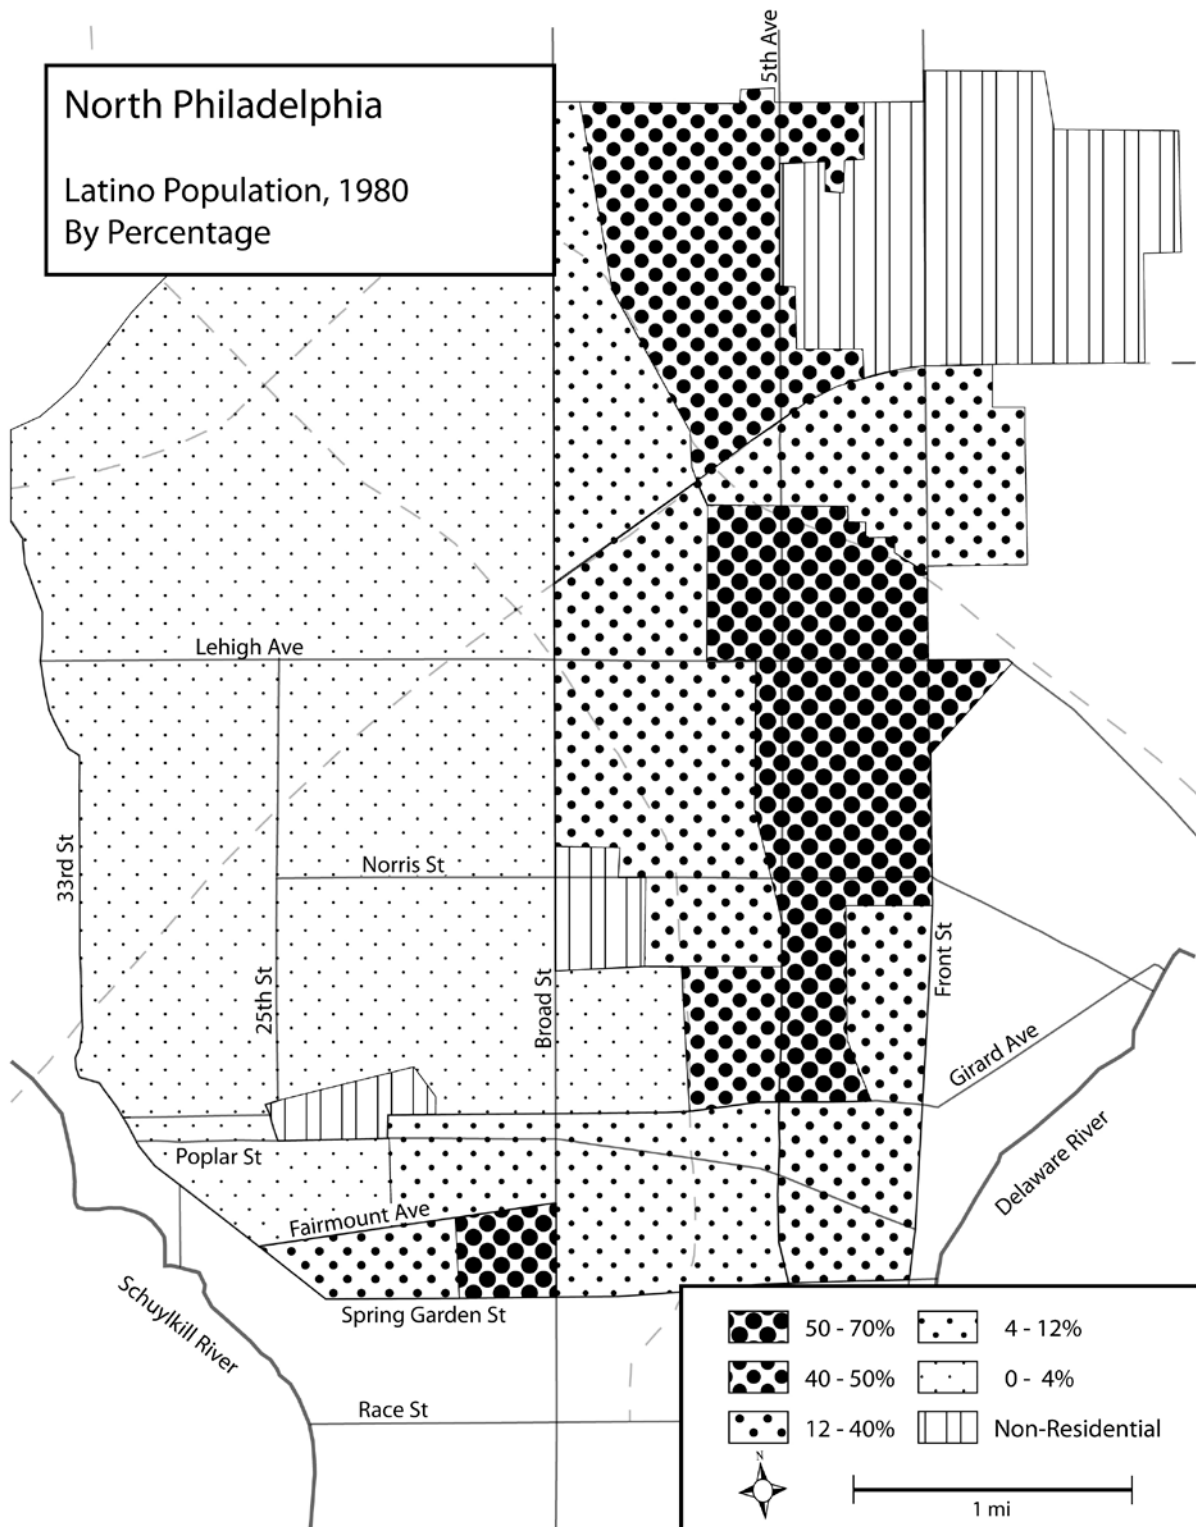 North Philadelphia
Latino Population, 1980
By Percentage
5th Ave
Lehigh Ave
33rd St
Norris St
25th St
Broad St
Front St
Girard Ave
Poplar St
Delaware River
Fairmount Ave
Schuylkill River
Spring Garden St
Race St
50 - 70%
4 - 12%
40 - 50%
0 - 4%
12 - 40%
Non-Residential
N
1 mi